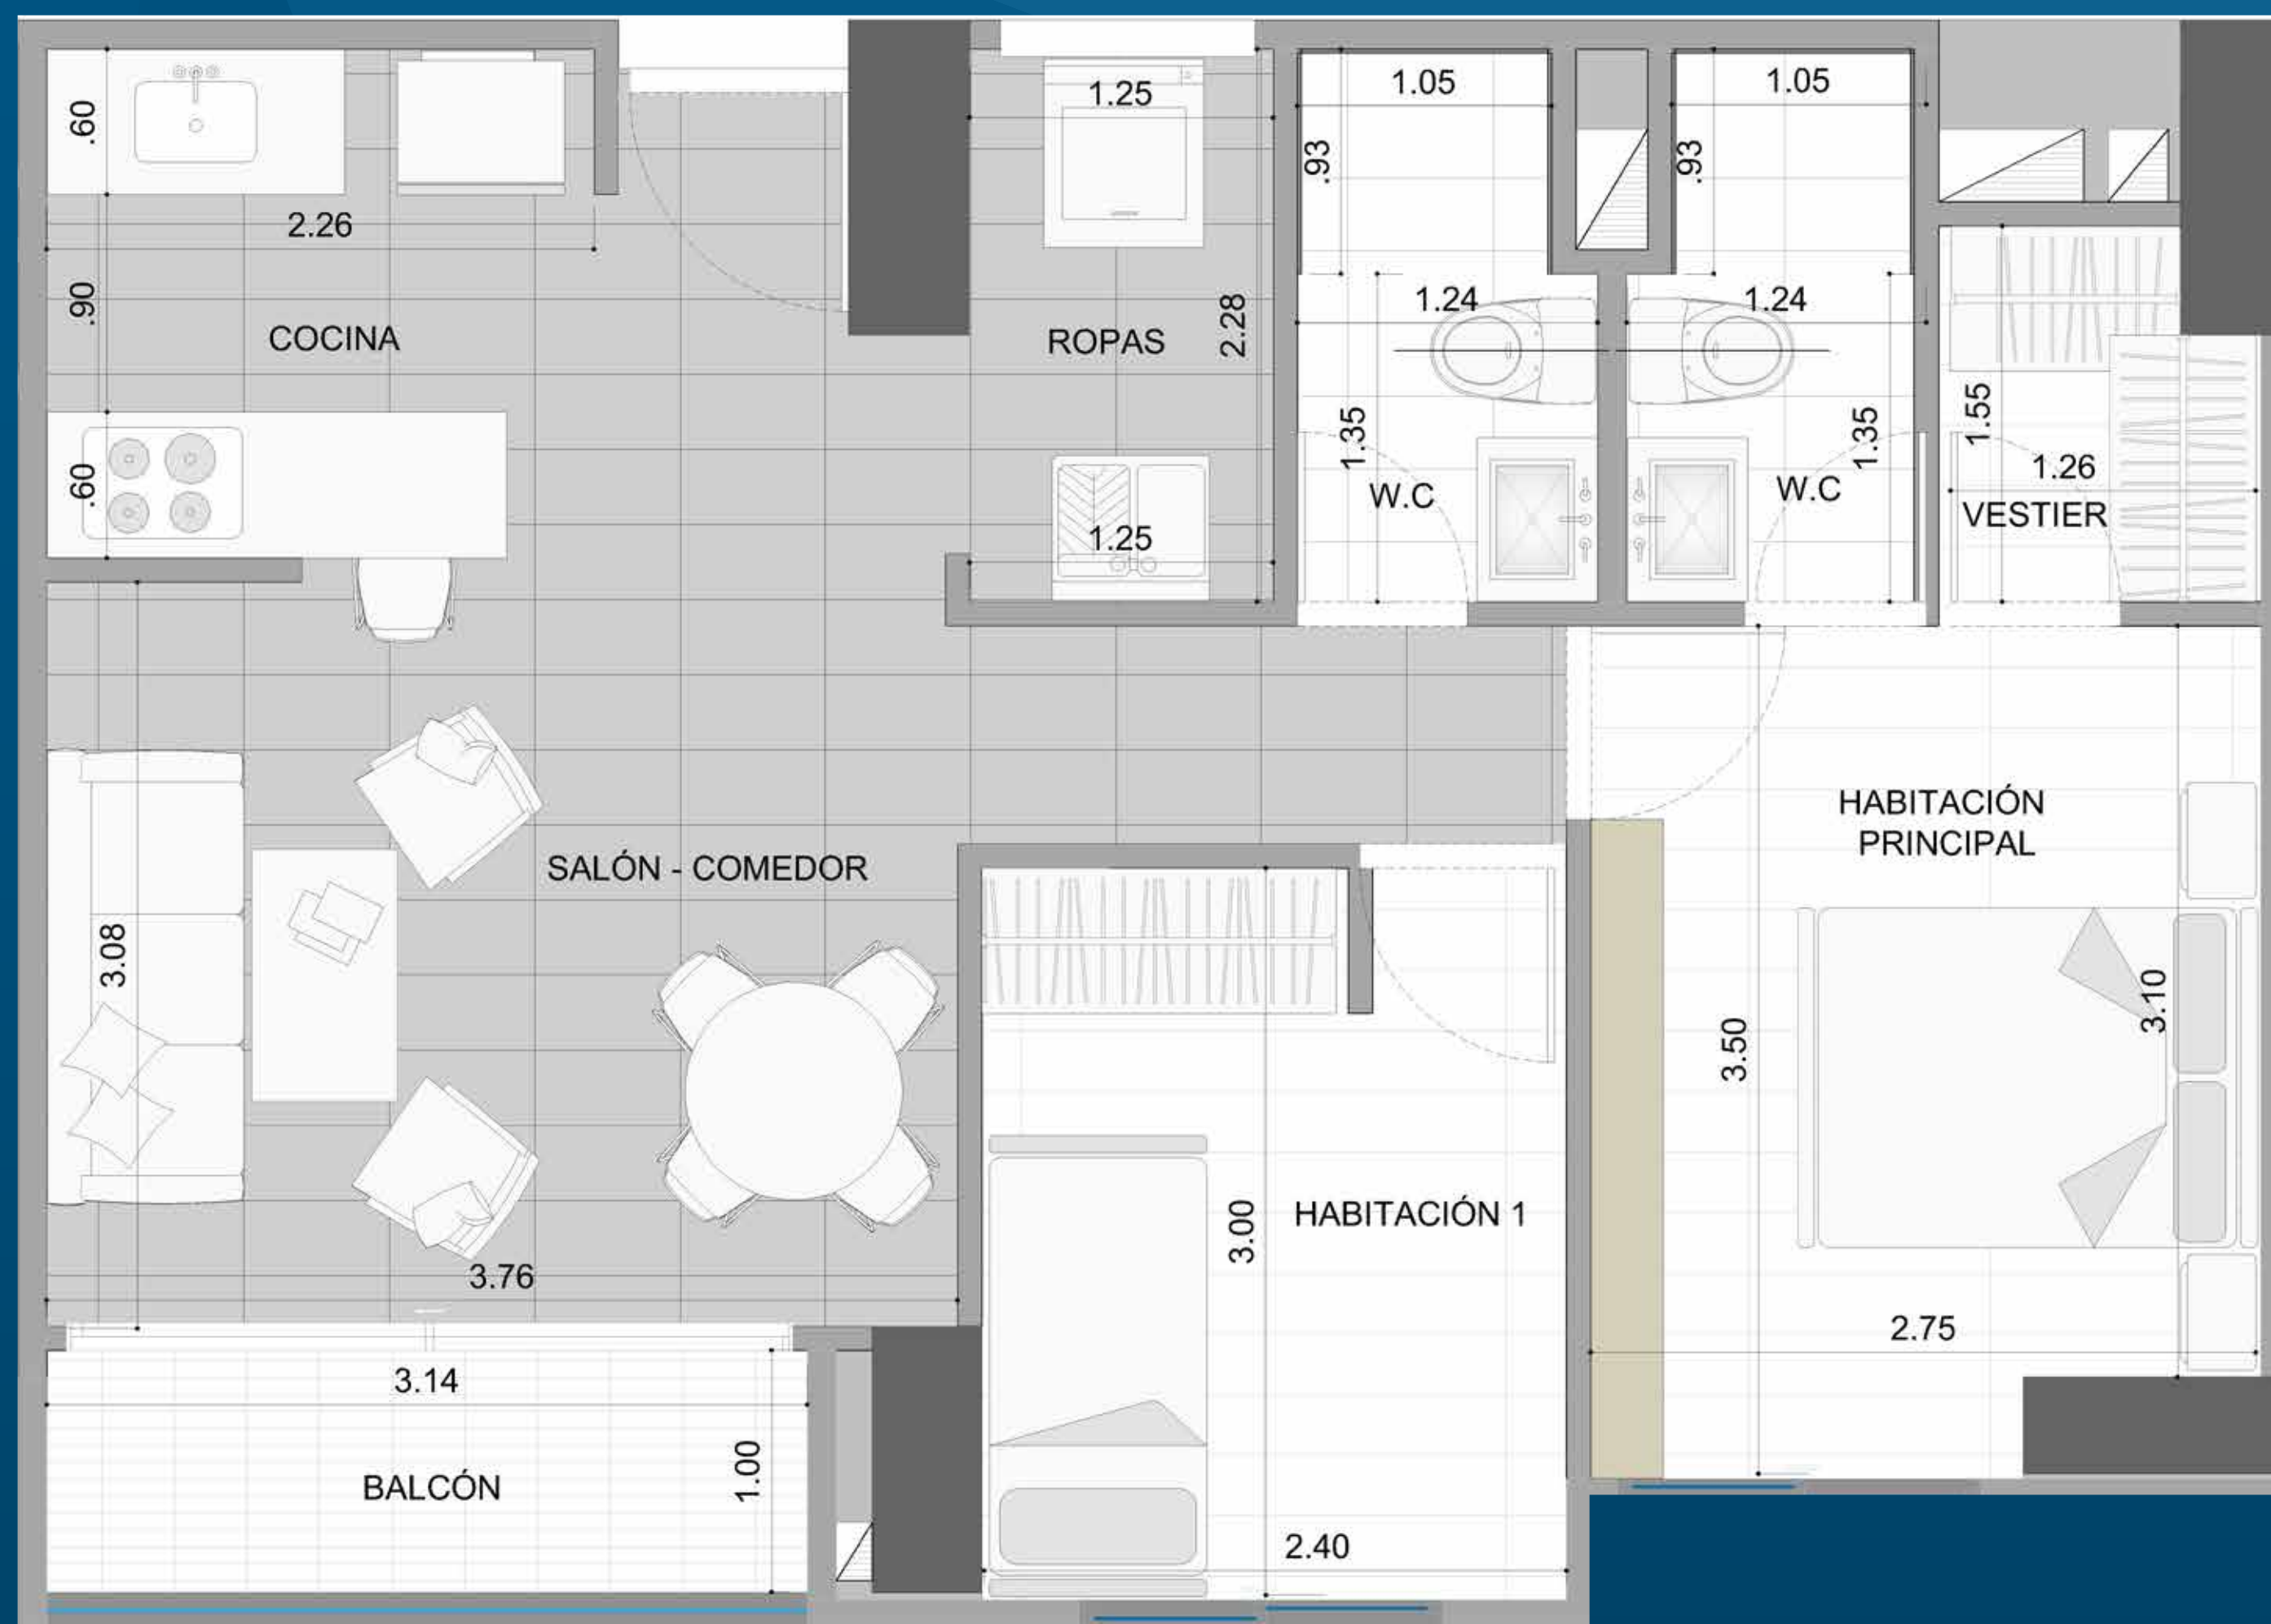 1.25
1.05
1.05
.60
.93
.93
2.26
.90
COCINA
ROPAS
2.28
1.24
1.24
1.55
.60
1.25
1.35
W.C
1.35
W.C
1.26
VESTIER
HABITACIÓN
PRINCIPAL
SALÓN - COMEDOR
3.08
3.10
3.50
3.00
HABITACIÓN 1
3.76
2.75
3.14
1.00
BALCÓN
2.40